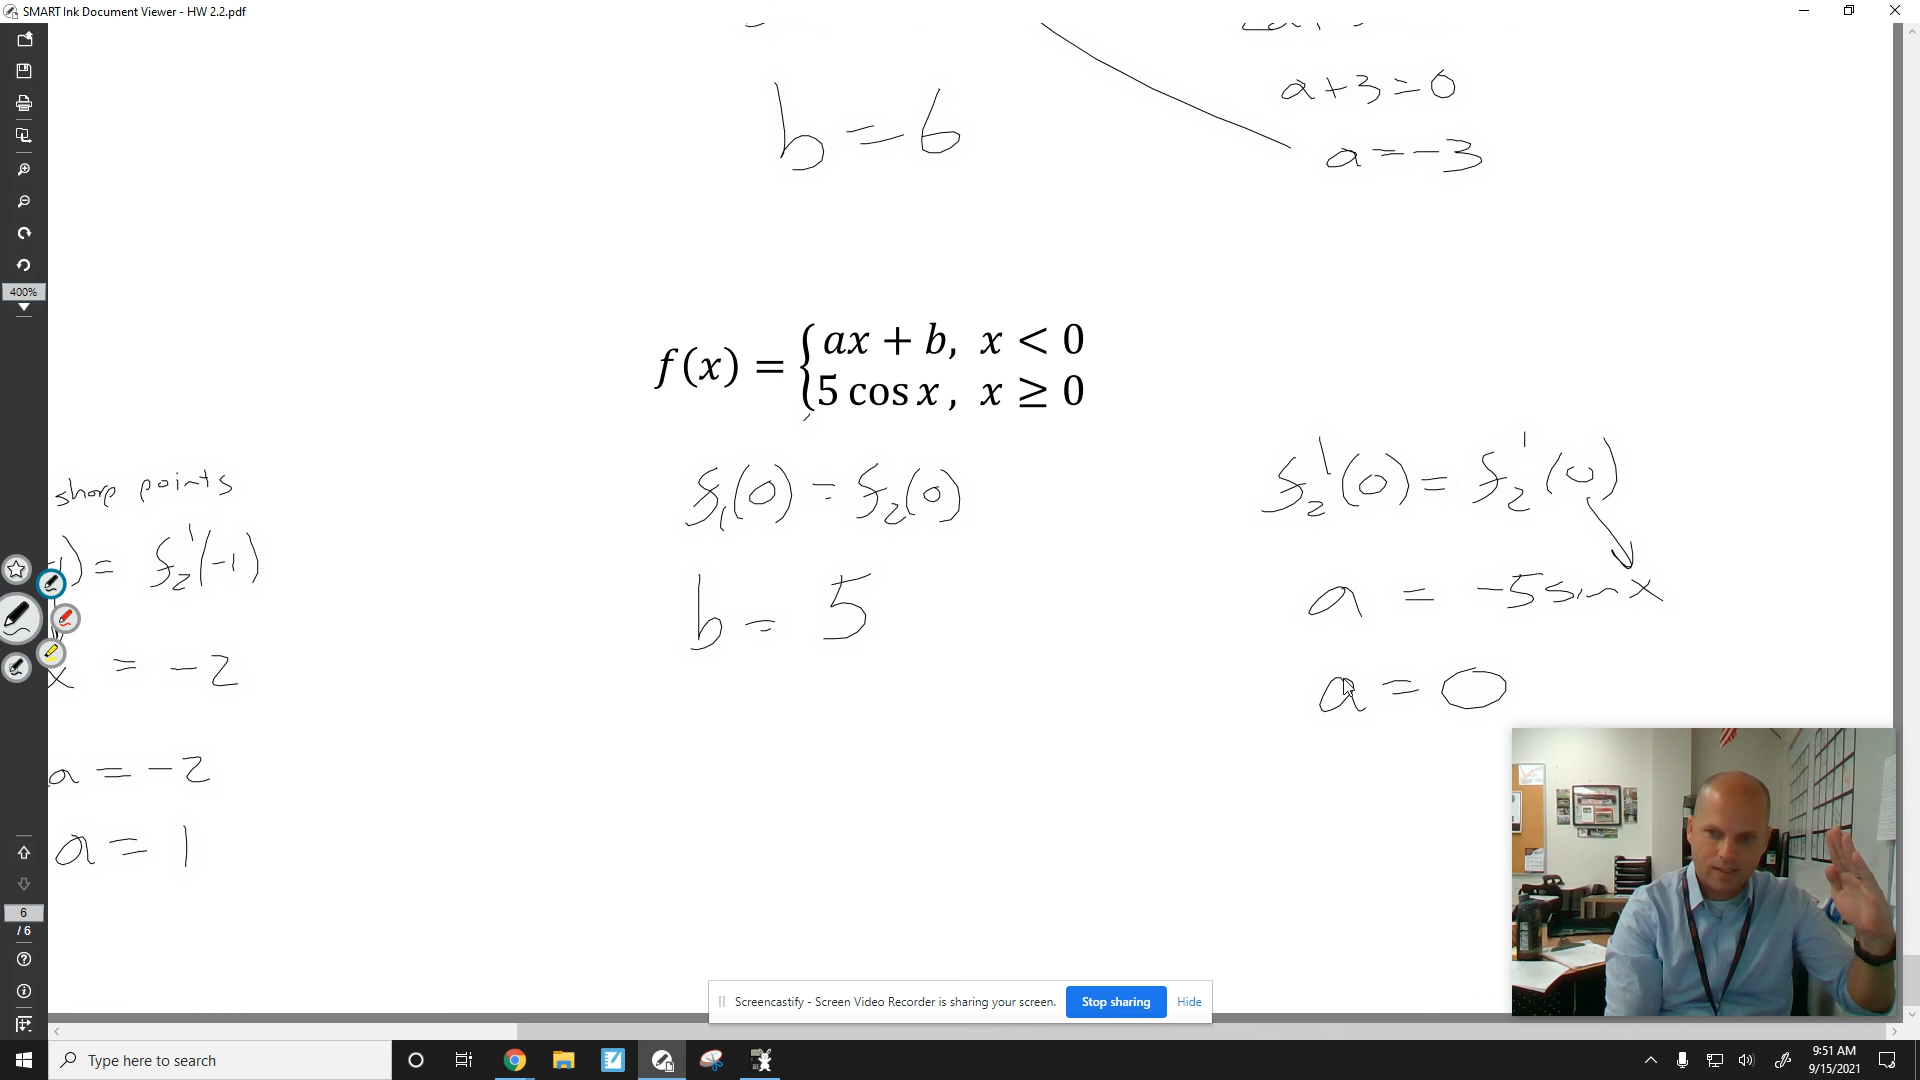 SMART Ink Document Viewer - HW 2.2.pdf
a+3=0
b=6
a=-3
400%
f(x) = { ax + b, x < 0
5 cos x, x ≥ 0
sharp points
f₁(0) = f₂(0)
f₂'(0) = f₂'(0)
-1) = f₂'(-1)
b = 5
a = -5 sin x
x = -2
a = 0
a = -2
a = 1
6
/ 6
Screencastify - Screen Video Recorder is sharing your screen.
Stop sharing
Hide
Type here to search
9:51 AM
9/15/2021